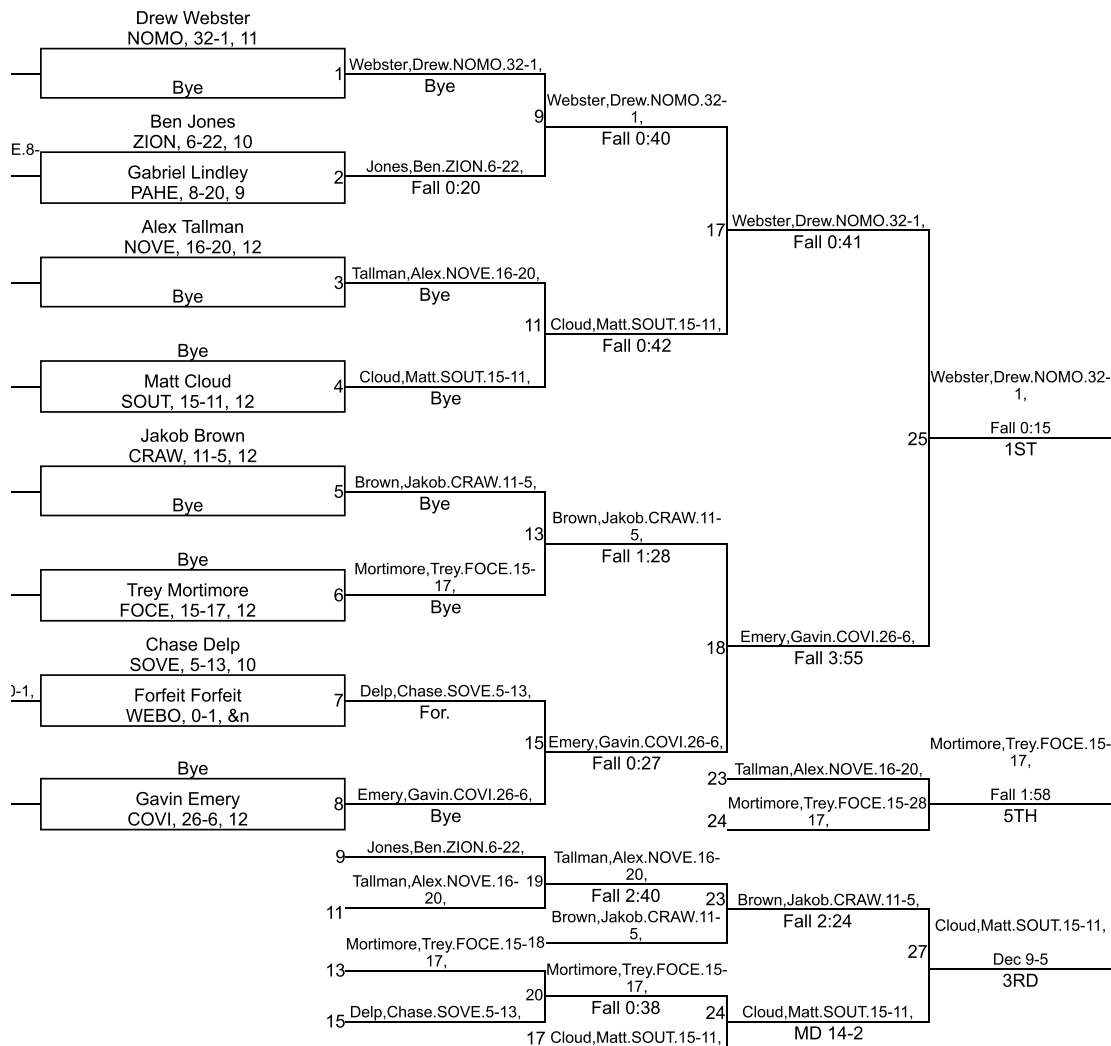 Drew Webster
NOMO, 32-1, 11
1
Bye
Webster,Drew.NOMO.32-1,
Bye
Ben Jones
ZION, 6-22, 10
E.8-
Gabriel Lindley
PAHE, 8-20, 9
2
Jones,Ben.ZION.6-22,
Fall 0:20
9
Webster,Drew.NOMO.32-
1,
Fall 0:40
Alex Tallman
NOVE, 16-20, 12
3
Bye
Tallman,Alex.NOVE.16-20,
Bye
Bye
Matt Cloud
SOUT, 15-11, 12
4
Cloud,Matt.SOUT.15-11,
Bye
11
Cloud,Matt.SOUT.15-11,
Fall 0:42
17
Webster,Drew.NOMO.32-1,
Fall 0:41
Jakob Brown
CRAW, 11-5, 12
5
Bye
Brown,Jakob.CRAW.11-5,
Bye
Bye
Trey Mortimore
FOCE, 15-17, 12
6
Mortimore,Trey.FOCE.15-
17,
Bye
13
Brown,Jakob.CRAW.11-
5,
Fall 1:28
Chase Delp
SOVE, 5-13, 10
)-1,
Forfeit Forfeit
WEBO, 0-1, &n
7
Delp,Chase.SOVE.5-13,
For.
Bye
Gavin Emery
COVI, 26-6, 12
8
Emery,Gavin.COVI.26-6,
Bye
15
Emery,Gavin.COVI.26-6,
Fall 0:27
18
Emery,Gavin.COVI.26-6,
Fall 3:55
25
Webster,Drew.NOMO.32-
1,
Fall 0:15
1ST
23
Tallman,Alex.NOVE.16-20,
24
Mortimore,Trey.FOCE.15-
17,
28
Mortimore,Trey.FOCE.15-
17,
Fall 1:58
5TH
9
Jones,Ben.ZION.6-22,
11
Tallman,Alex.NOVE.16-
20,
19
Tallman,Alex.NOVE.16-
20,
Fall 2:40
18
Brown,Jakob.CRAW.11-
5,
23
Brown,Jakob.CRAW.11-5,
Fall 2:24
13
Mortimore,Trey.FOCE.15-
17,
15
Delp,Chase.SOVE.5-13,
20
Mortimore,Trey.FOCE.15-
17,
Fall 0:38
17
Cloud,Matt.SOUT.15-11,
24
Cloud,Matt.SOUT.15-11,
MD 14-2
27
Cloud,Matt.SOUT.15-11,
Dec 9-5
3RD